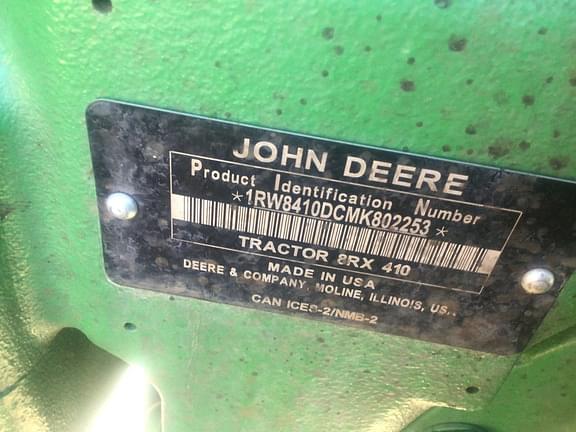 JOHN DEERE
Product Identification Number
*1RW8410DCMK802253*
TRACTOR 8RX 410
MADE IN USA
DEERE & COMPANY, MOLINE, ILLINOIS, USA
CAN ICES-2/NMB-2